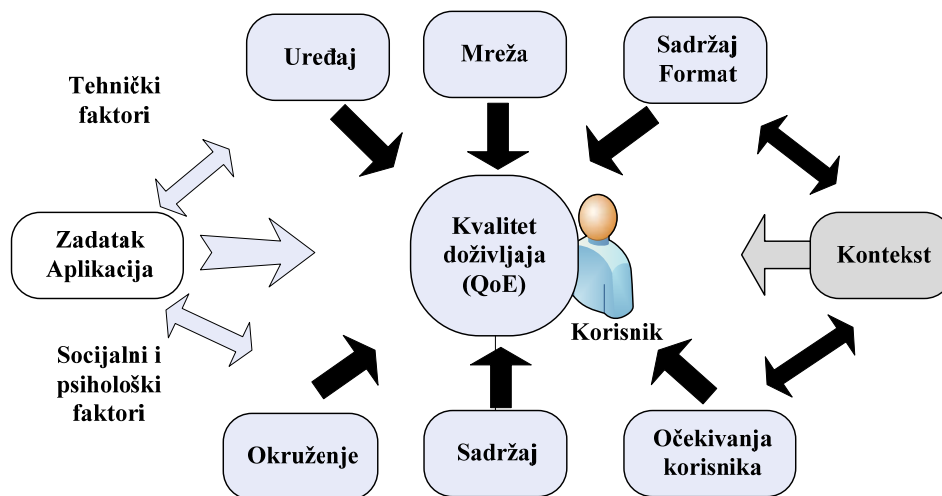 Uređaj
Mreža
Sadržaj
Format
Tehnički
faktori
Zadatak
Aplikacija
Kvalitet
doživljaja
(QoE)
Kontekst
Korisnik
Socijalni i
psihološki
faktori
Okruženje
Sadržaj
Očekivanja
korisnika